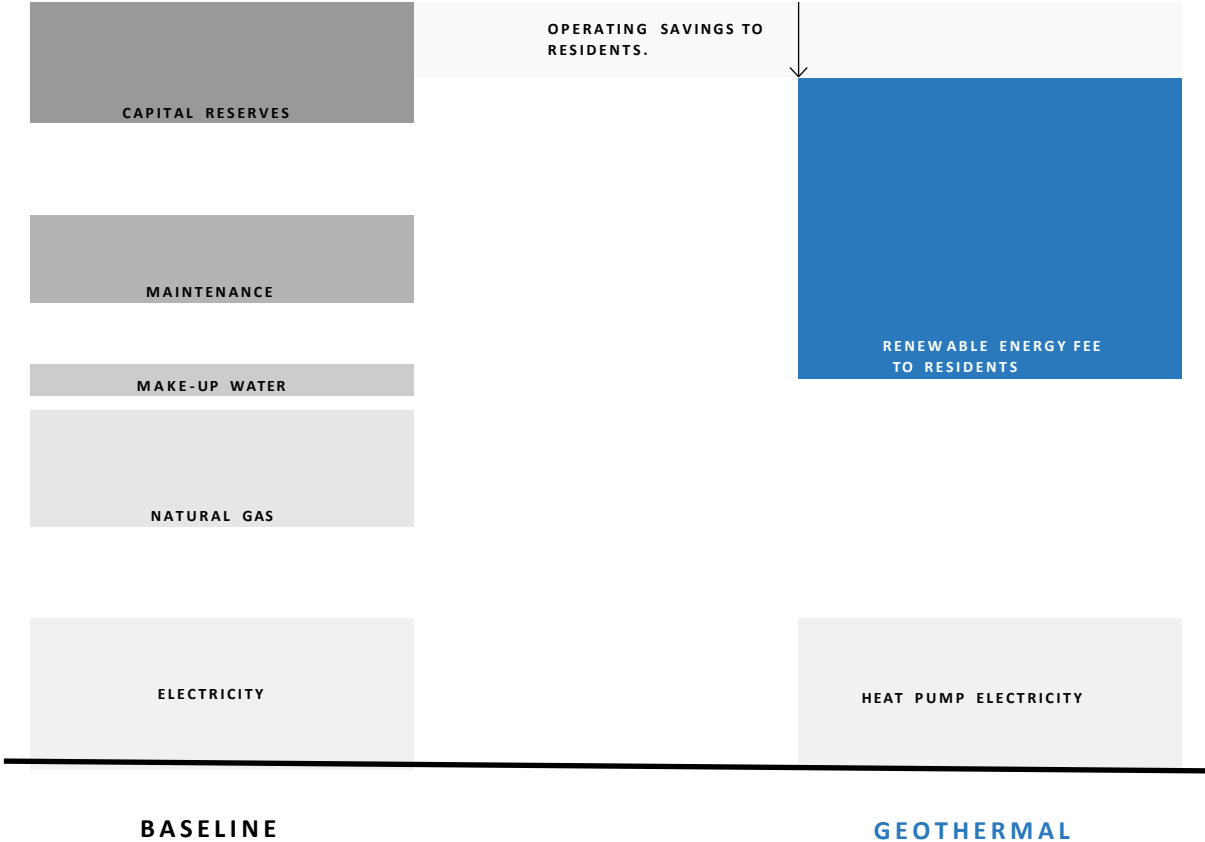 OPERATING SAVINGS TO
RESIDENTS.
CAPITAL RESERVES
MAINTENANCE
RENEWABLE ENERGY FEE
TO RESIDENTS
MAKE-UP WATER
NATURAL GAS
ELECTRICITY
HEAT PUMP ELECTRICITY
BASELINE
GEOTHERMAL